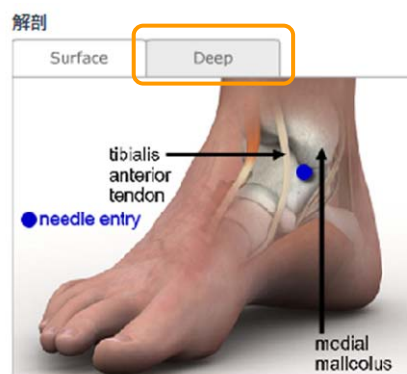 解剖
Surface
Deep
tibialis
anterior
tendon
needle entry
medial
malleolus